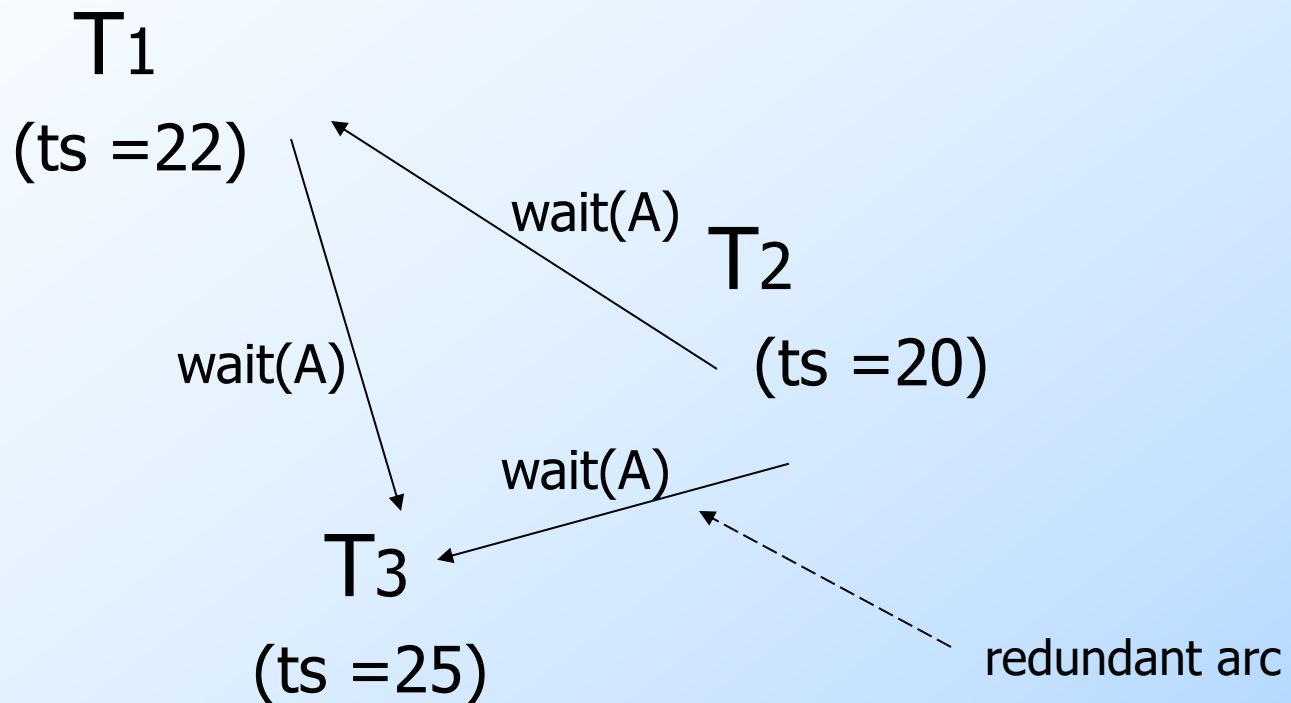 T1
(ts =22)
wait(A)
T2
(ts =20)
wait(A)
wait(A)
T3
(ts =25)
redundant arc